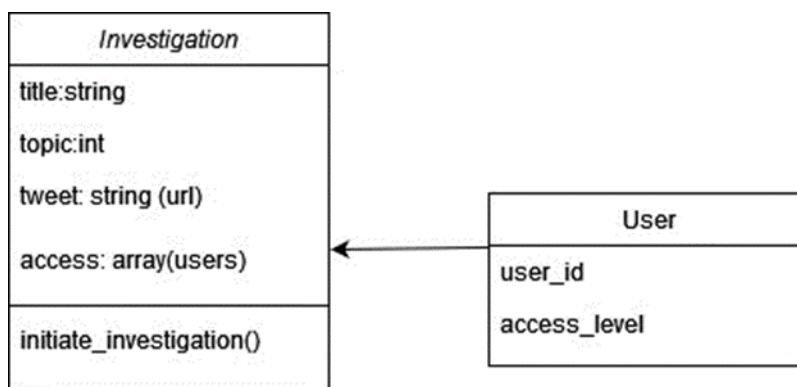 Investigation
title:string
topic:int
tweet: string (url)
access: array(users)
initiate_investigation()
User
user_id
access_level